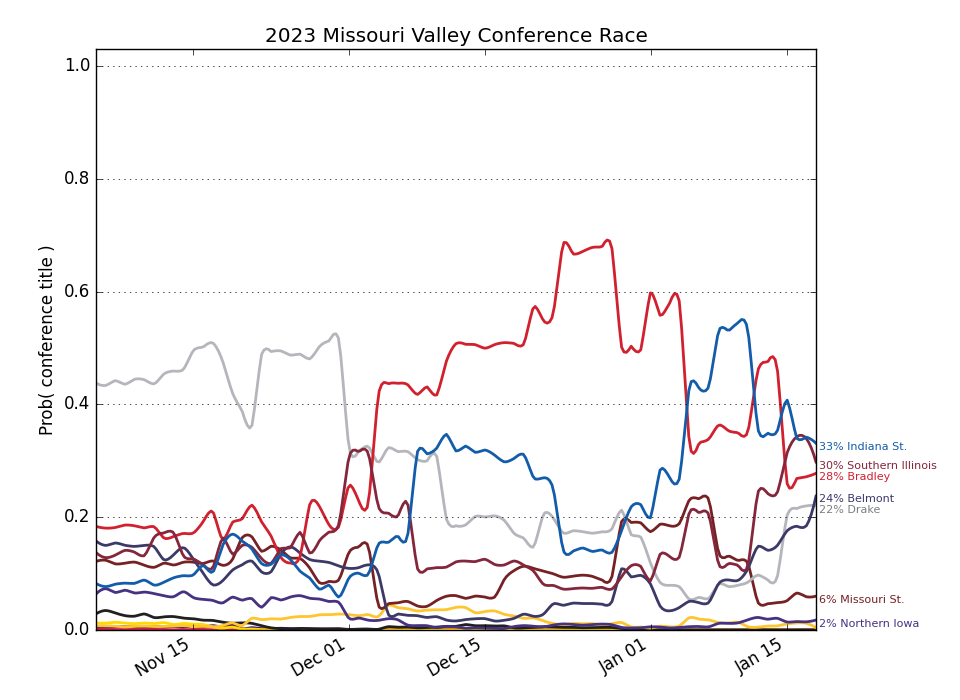 2023 Missouri Valley Conference Race
Prob( conference title )
1.0
0.8
0.6
0.4
0.2
0.0
Nov 15
Dec 01
Dec 15
Jan 01
Jan 15
33% Indiana St.
30% Southern Illinois
28% Bradley
24% Belmont
22% Drake
6% Missouri St.
2% Northern Iowa